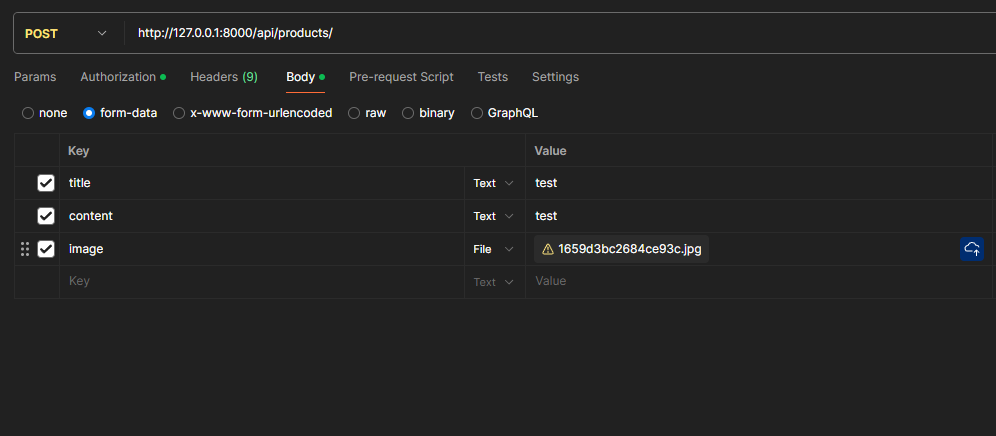 POST http://127.0.0.1:8000/api/products/
Params Authorization Headers (9) Body Pre-request Script Tests Settings
none form-data x-www-form-urlencoded raw binary GraphQL
Key Value
title Text test
content Text test
image File 1659d3bc2684ce93c.jpg
Key Text Value